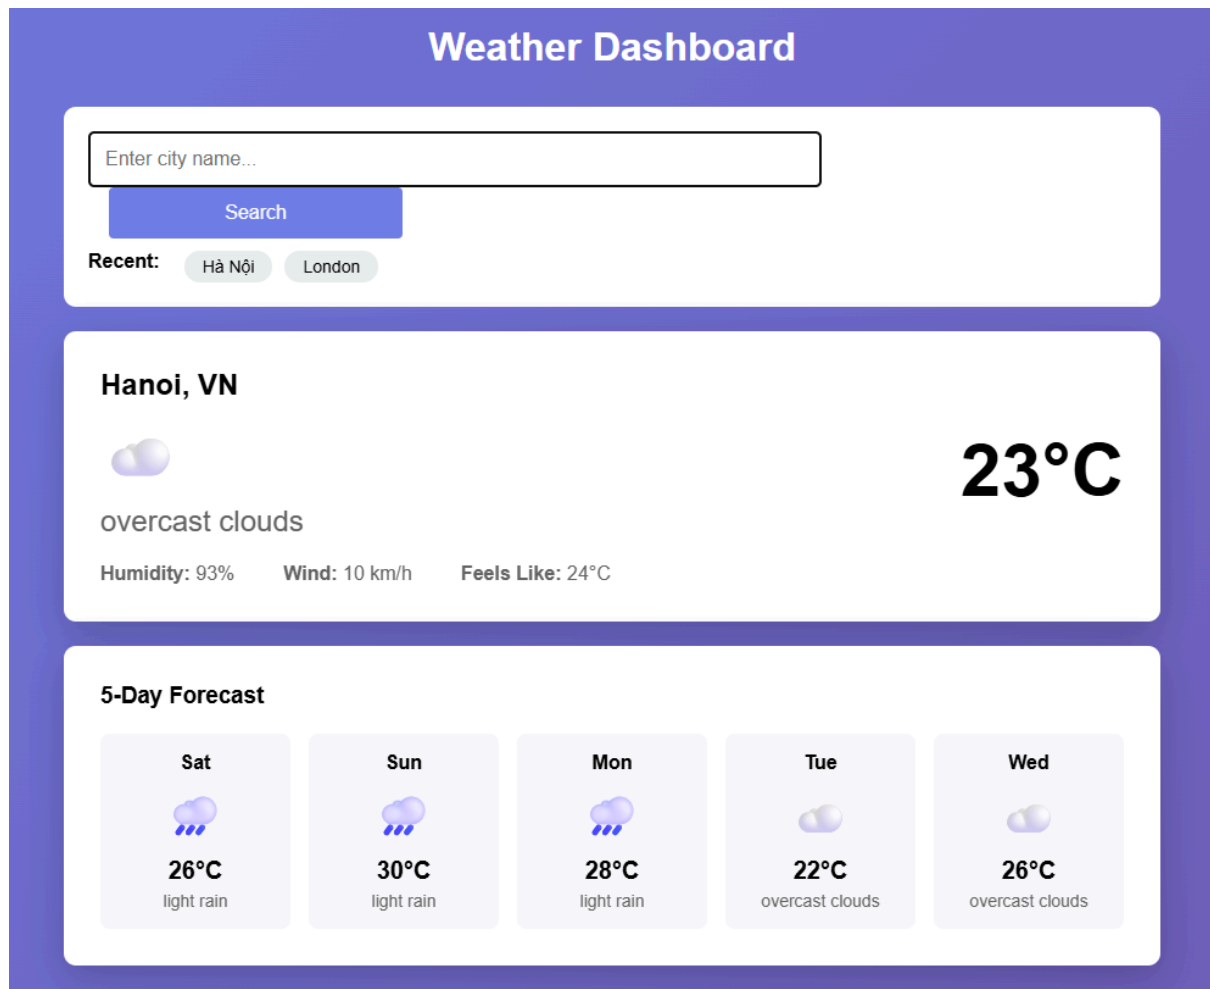 Weather Dashboard
Enter city name...
Search
Recent: Hà Nội London
Hanoi, VN
23°C
overcast clouds
Humidity: 93% Wind: 10 km/h Feels Like: 24°C
5-Day Forecast
Sat Sun Mon Tue Wed
26°C 30°C 28°C 22°C 26°C
light rain light rain light rain overcast clouds overcast clouds